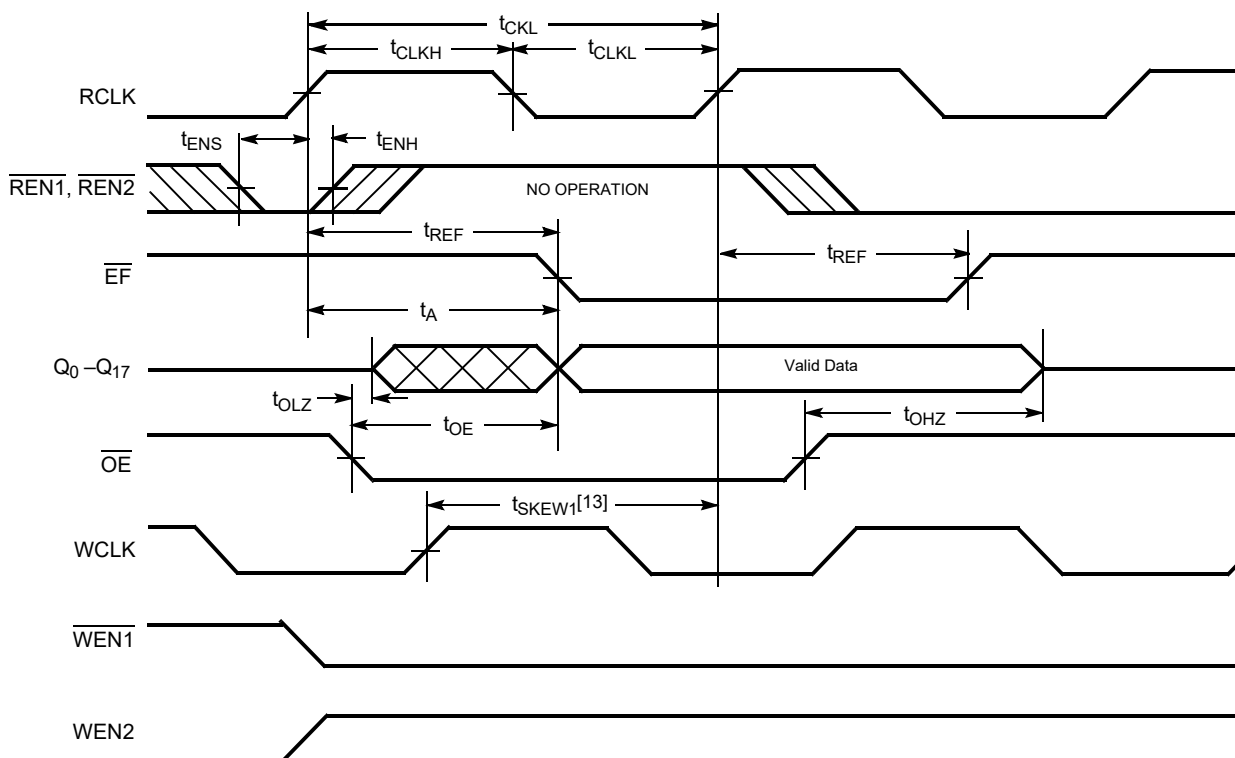 tCKL
tCLKH tCLKL
RCLK
tENS tENH
REN1, REN2
NO OPERATION
tREF
tREF
EF
tA
Q0 –Q17
Valid Data
tOLZ
tOE
tOHZ
OE
tSKEW1[13]
WCLK
WEN1
WEN2